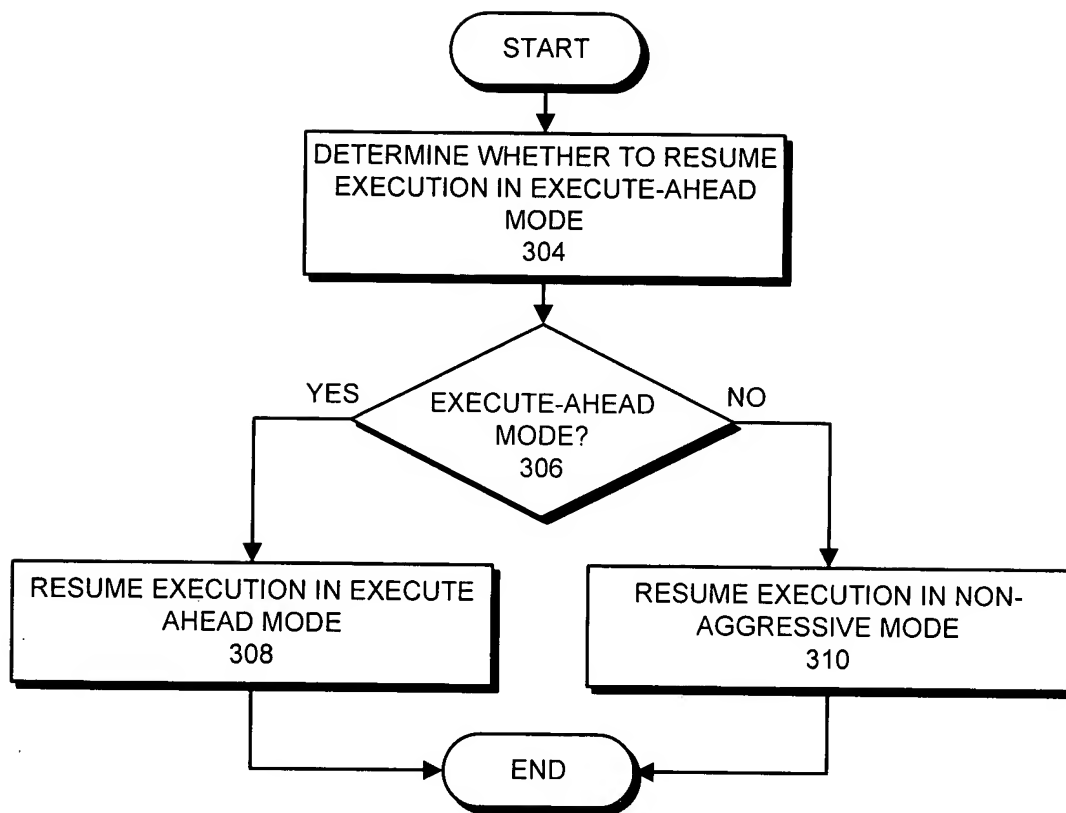 START
DETERMINE WHETHER TO RESUME
EXECUTION IN EXECUTE-AHEAD
MODE
304
YES
EXECUTE-AHEAD
MODE?
306
NO
RESUME EXECUTION IN EXECUTE
AHEAD MODE
308
RESUME EXECUTION IN NON-
AGGRESSIVE MODE
310
END